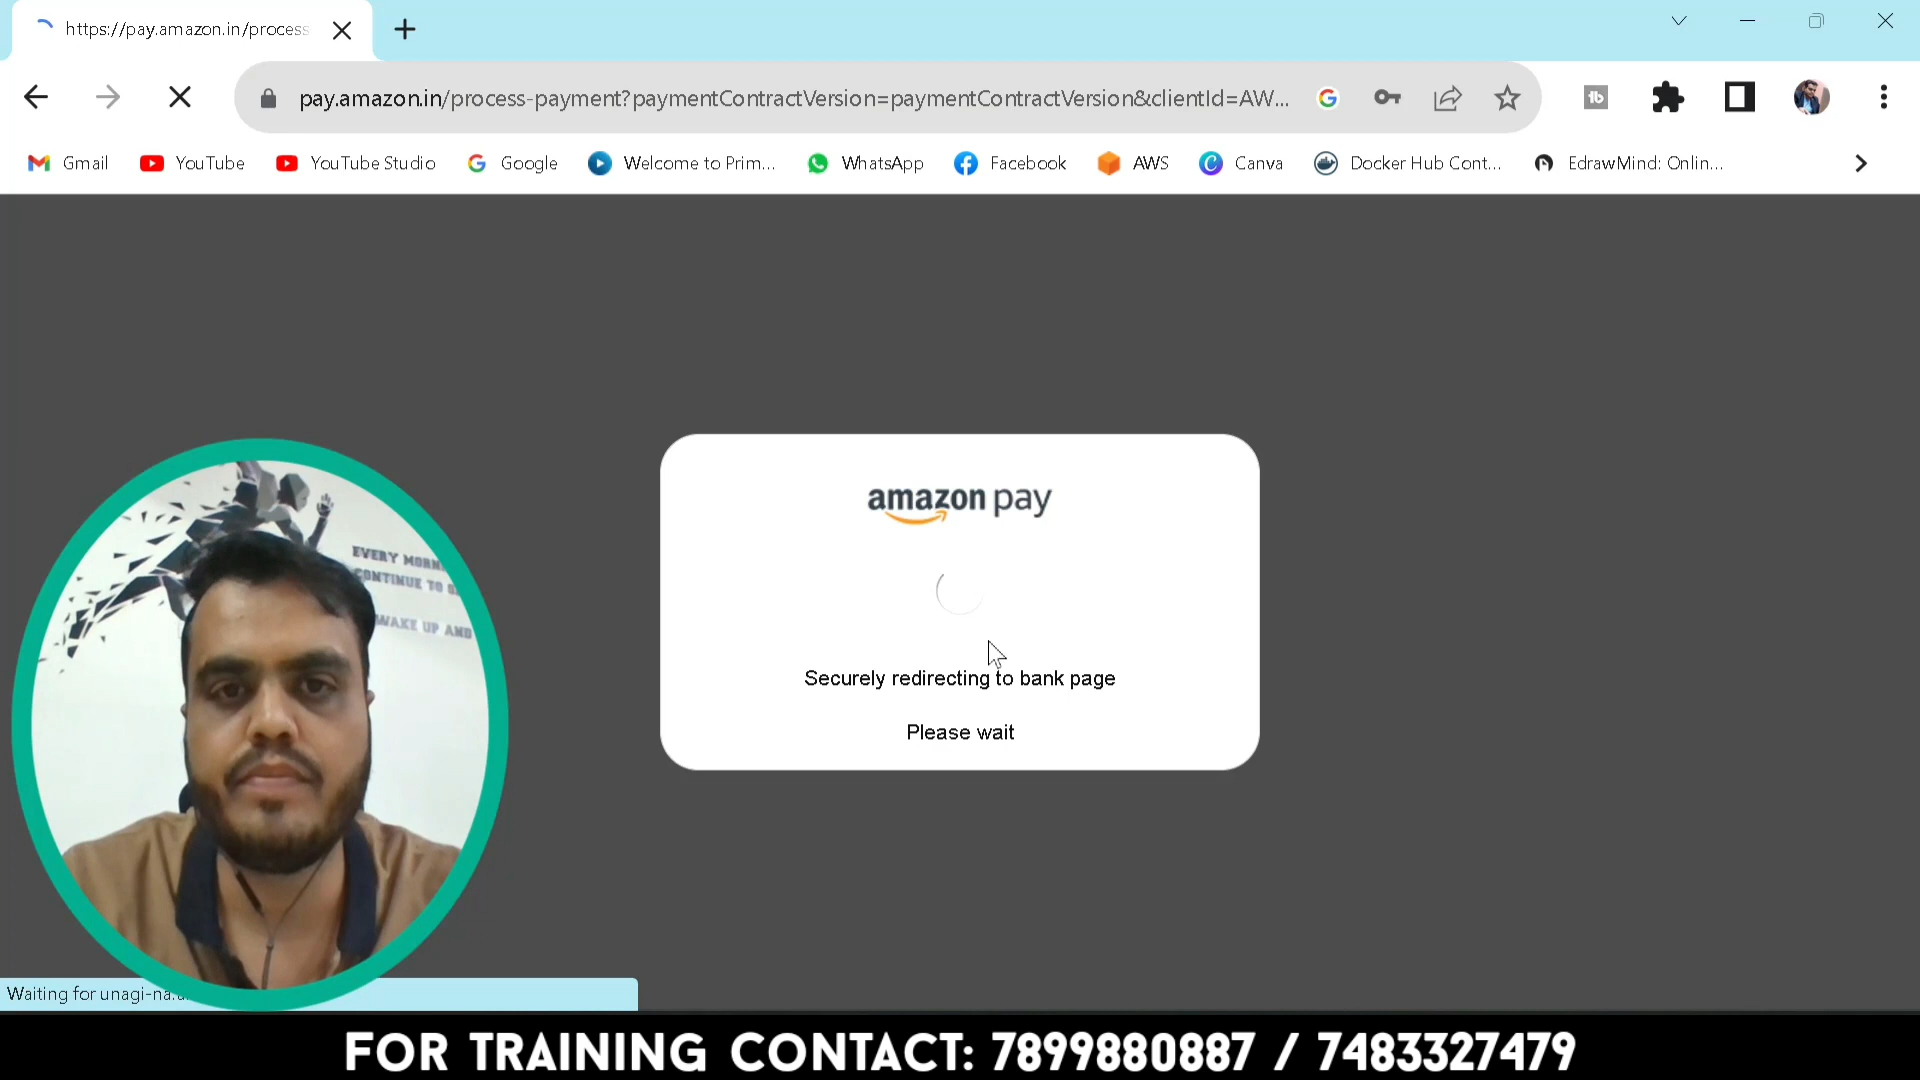 https://pay.amazon.in/process
pay.amazon.in/process-payment?paymentContractVersion=paymentContractVersion&clientId=AW...
Gmail YouTube YouTube Studio Google Welcome to Prim... WhatsApp Facebook AWS Canva Docker Hub Cont... EdrawMind: Onlin...
EVERY MORN
CONTINUE TO
WAKE UP AND
amazon pay
Securely redirecting to bank page
Please wait
Waiting for unagi-na.
FOR TRAINING CONTACT: 7899880887 / 7483327479